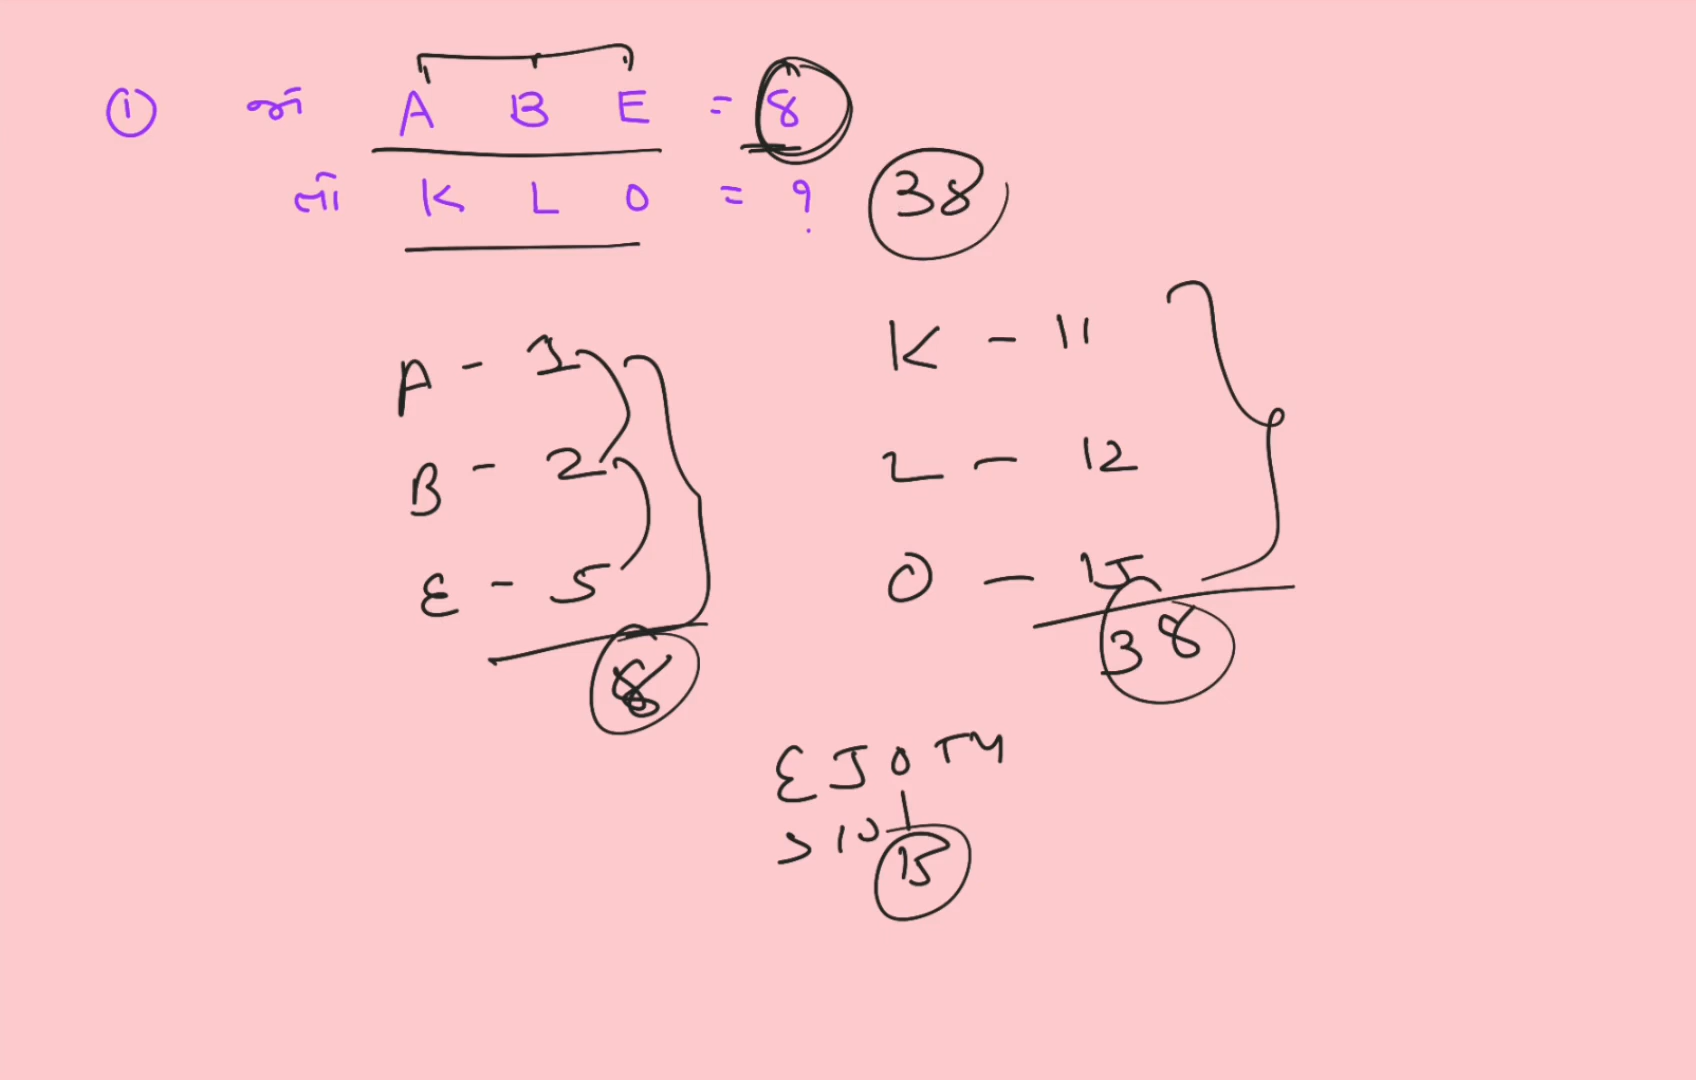 ① જો A B E = 8
તો K L O = ? 38
A - 1
B - 2
E - 5
8
K - 11
L - 12
O - 15
38
E J O T Y
5 10 15